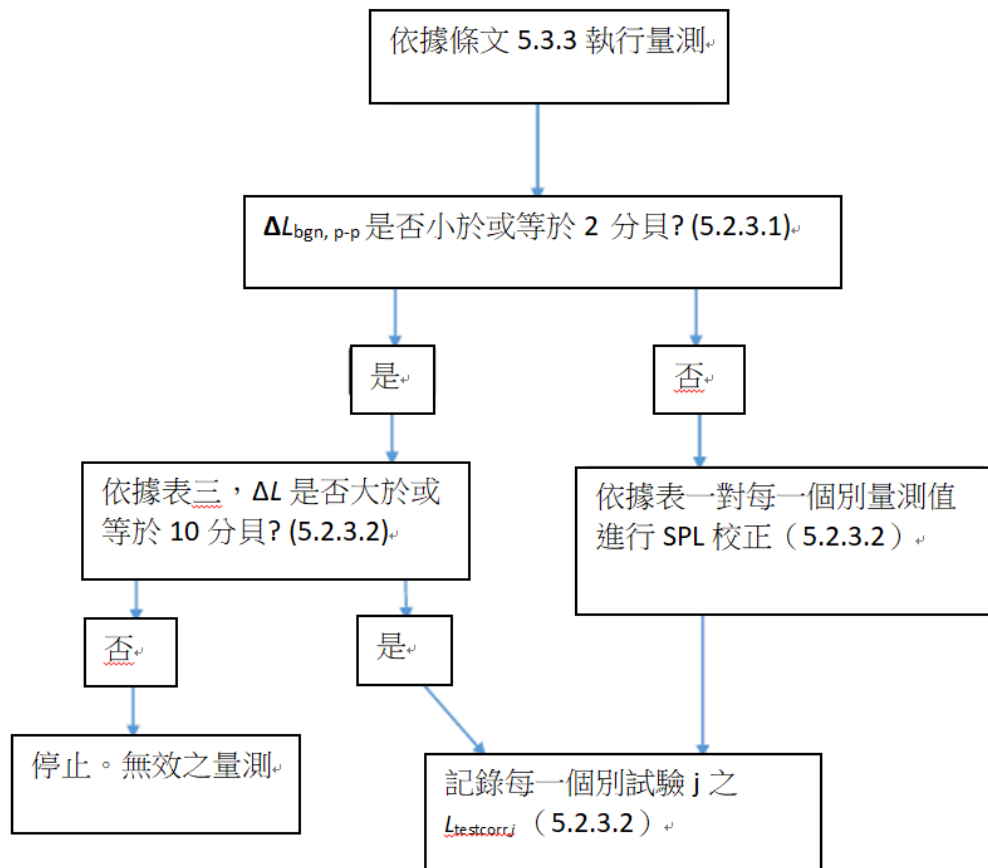 依據條文 5.3.3 執行量測
ΔLbgn, p-p 是否小於或等於 2 分貝? (5.2.3.1)
是
否
依據表三，ΔL 是否大於或
等於 10 分貝? (5.2.3.2)
依據表一對每一個別量測值
進行 SPL 校正（5.2.3.2）
否
是
停止。無效之量測
記錄每一個別試驗 j 之
Ltestcorr,j （5.2.3.2）